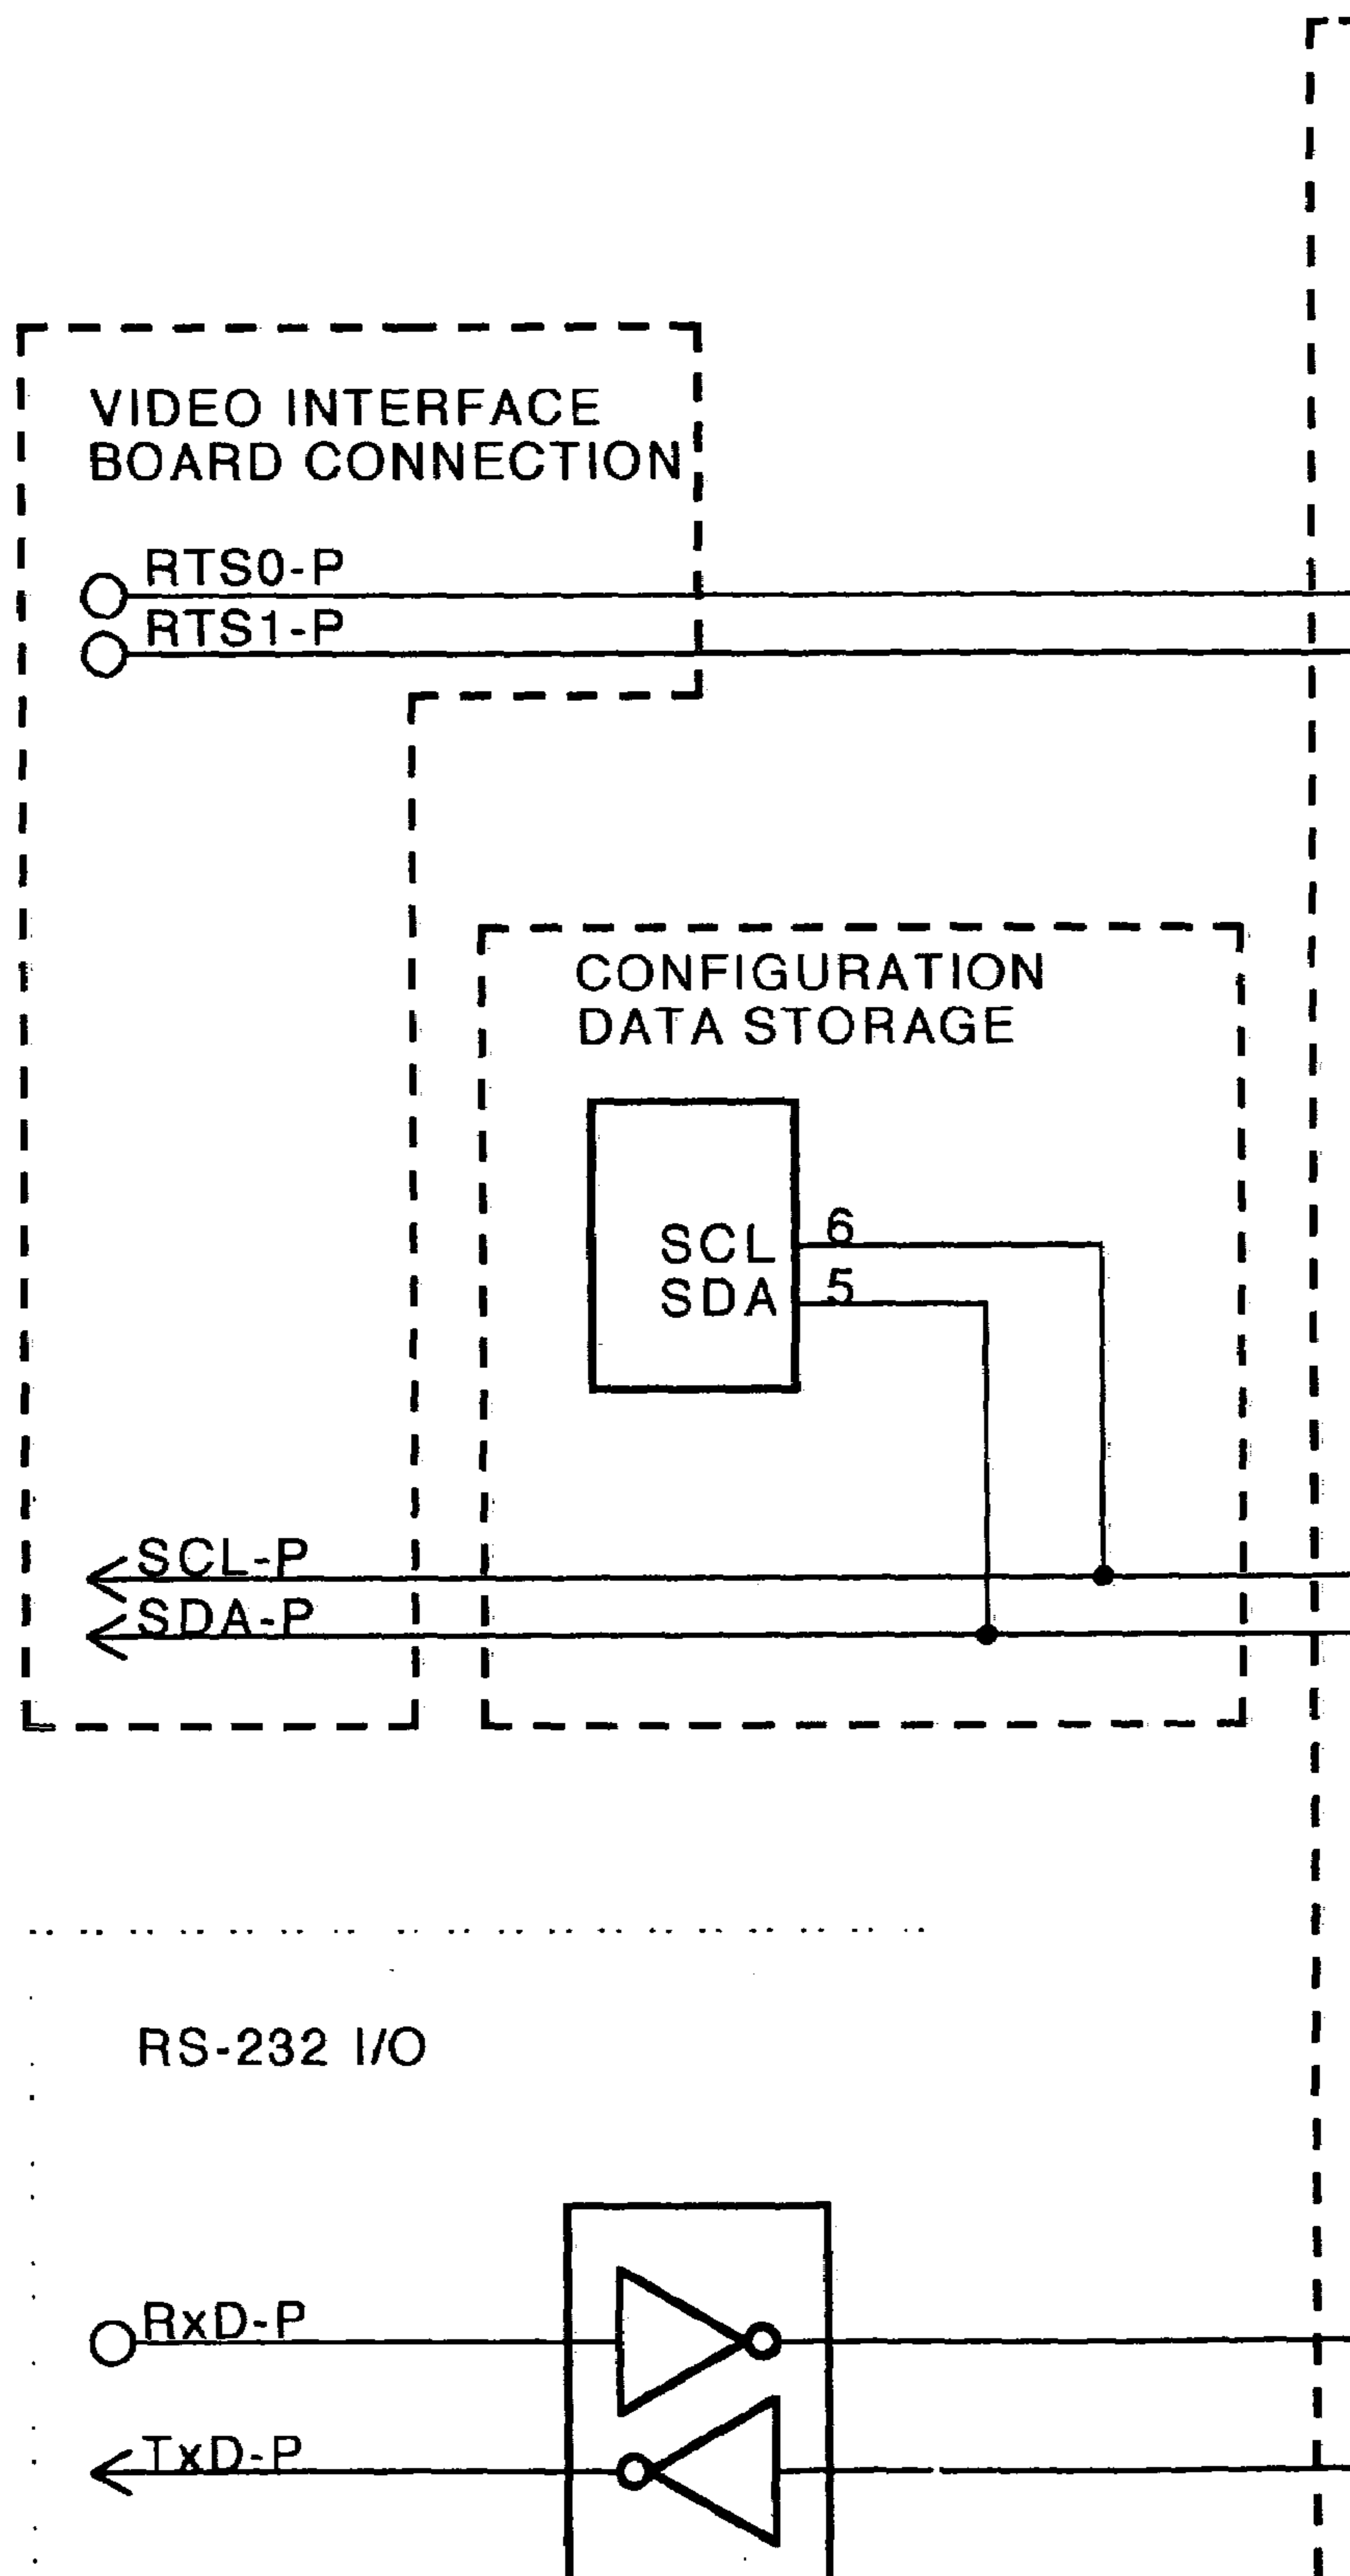 VIDEO INTERFACE
BOARD CONNECTION
RTS0-P
RTS1-P
CONFIGURATION
DATA STORAGE
SCL 6
SDA 5
SCL-P
SDA-P
RS-232 I/O
RxD-P
TxD-P